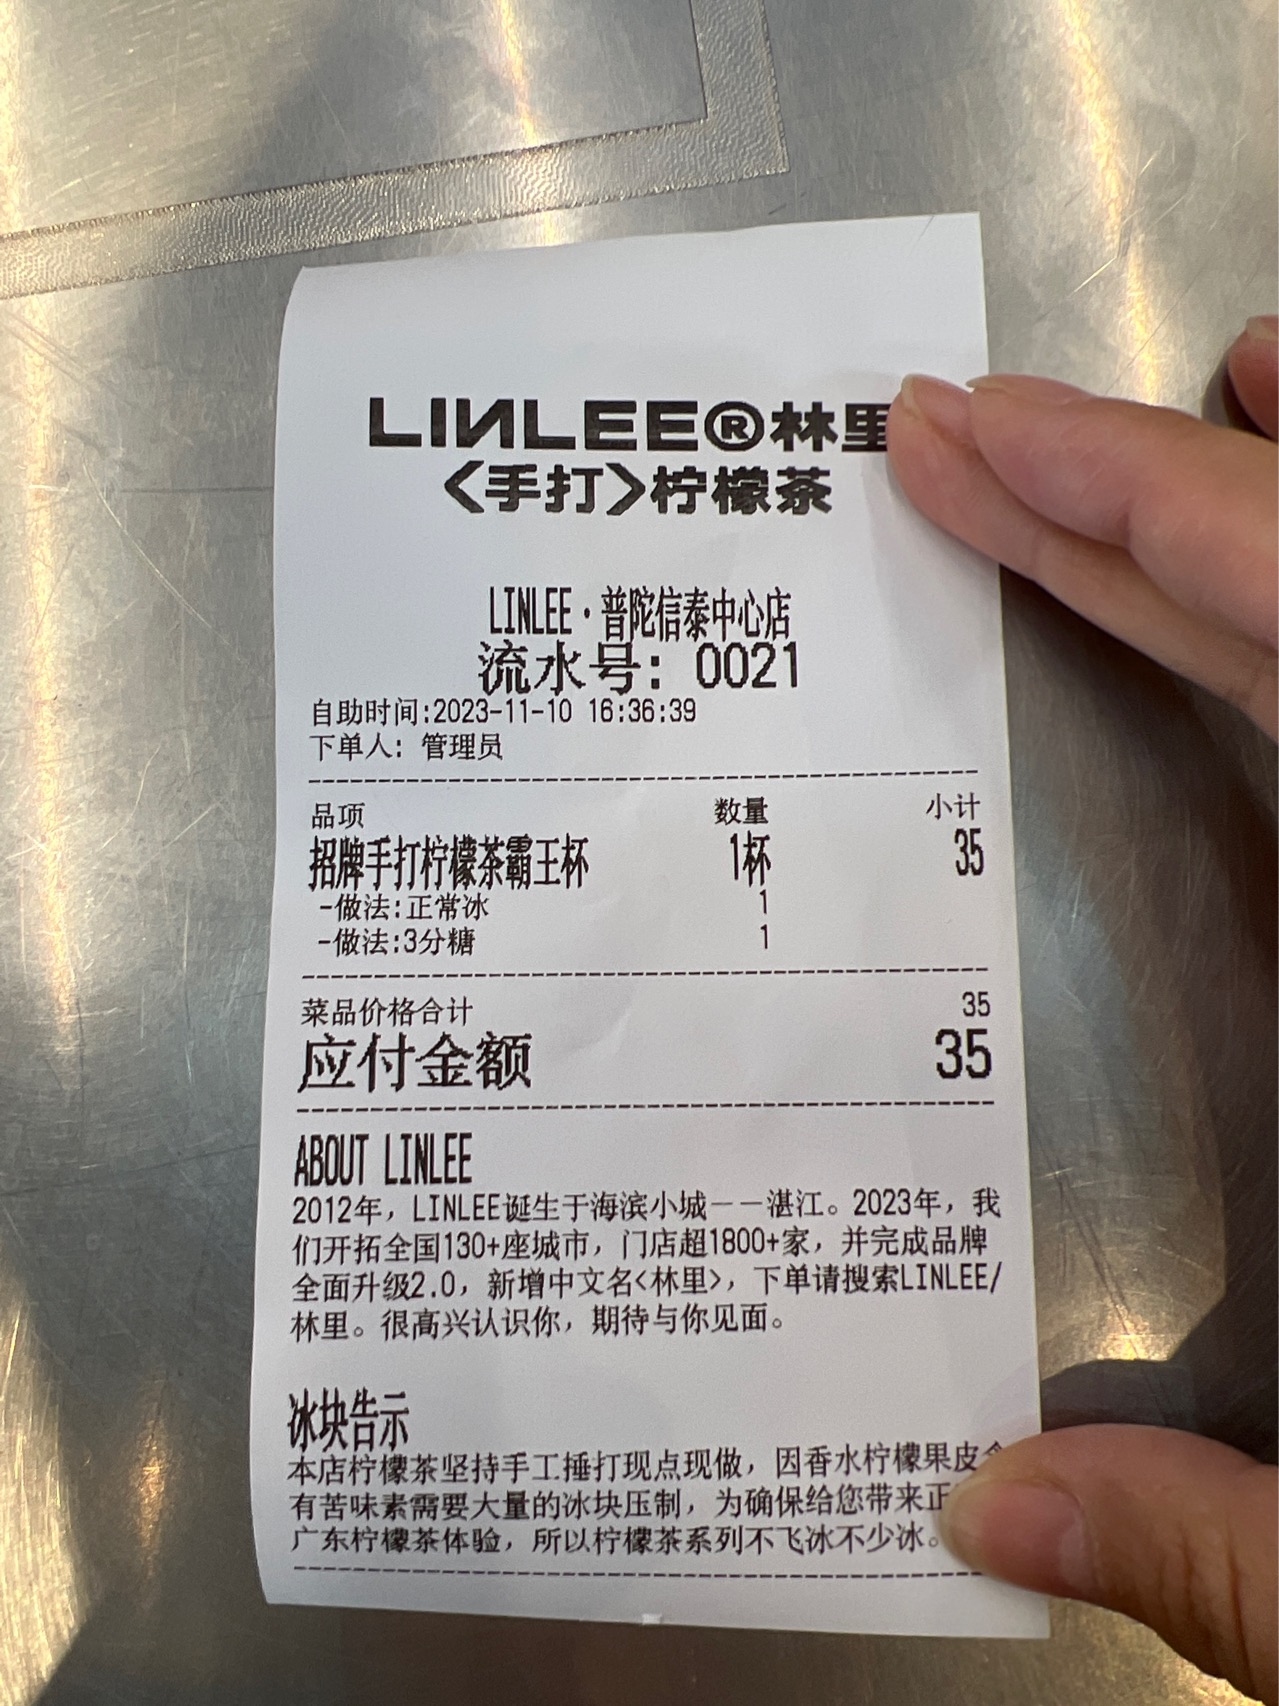 LINLEE®林里
<手打>柠檬茶
LINLEE·普陀信泰中心店
流水号: 0021
自助时间:2023-11-10 16:36:39
下单人: 管理员
品项 数量 小计
招牌手打柠檬茶霸王杯 1杯 35
-做法:正常冰 1
-做法:3分糖 1
菜品价格合计 35
应付金额 35
ABOUT LINLEE
2012年，LINLEE诞生于海滨小城——湛江。2023年，我
们开拓全国130+座城市，门店超1800+家，并完成品牌
全面升级2.0，新增中文名<林里>，下单请搜索LINLEE/
林里。很高兴认识你，期待与你见面。
冰块告示
本店柠檬茶坚持手工捶打现点现做，因香水柠檬果皮含
有苦味素需要大量的冰块压制，为确保给您带来正
广东柠檬茶体验，所以柠檬茶系列不飞冰不少冰。